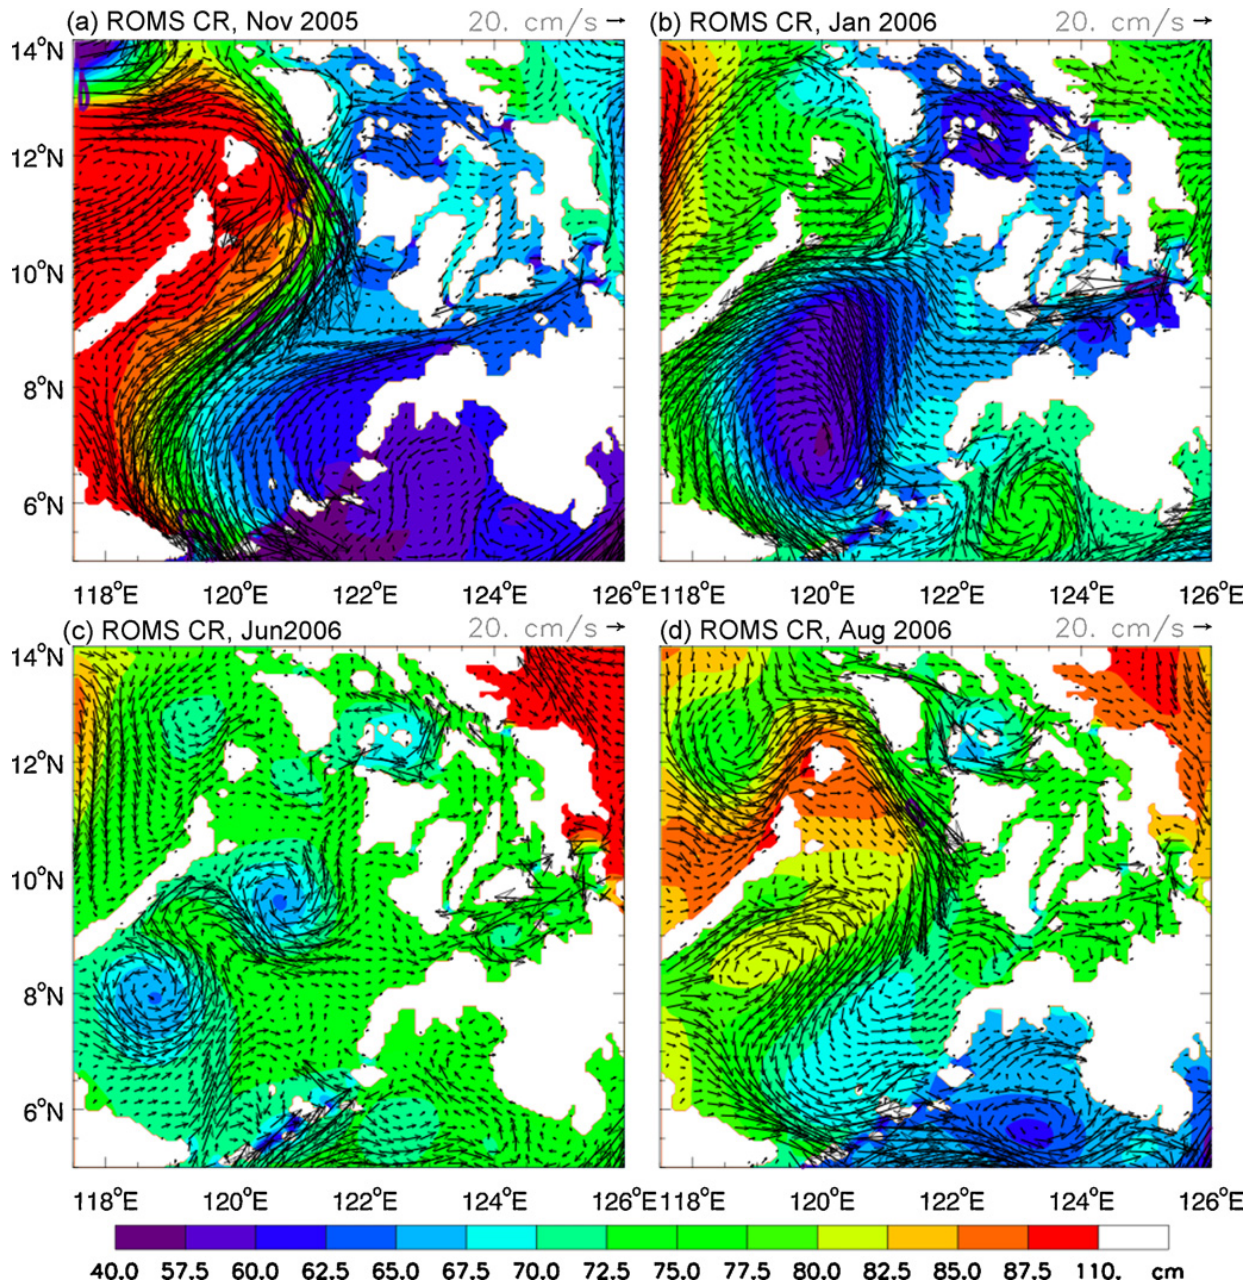 (a) ROMS CR, Nov 2005 20. cm/s
(b) ROMS CR, Jan 2006 20. cm/s
14°N
12°N
10°N
8°N
6°N
118°E 120°E 122°E 124°E 126°E 118°E 120°E 122°E 124°E 126°E
(c) ROMS CR, Jun2006 20. cm/s
(d) ROMS CR, Aug 2006 20. cm/s
14°N
12°N
10°N
8°N
6°N
118°E 120°E 122°E 124°E 126°E 118°E 120°E 122°E 124°E 126°E
40.0 57.5 60.0 62.5 65.0 67.5 70.0 72.5 75.0 77.5 80.0 82.5 85.0 87.5 110. cm